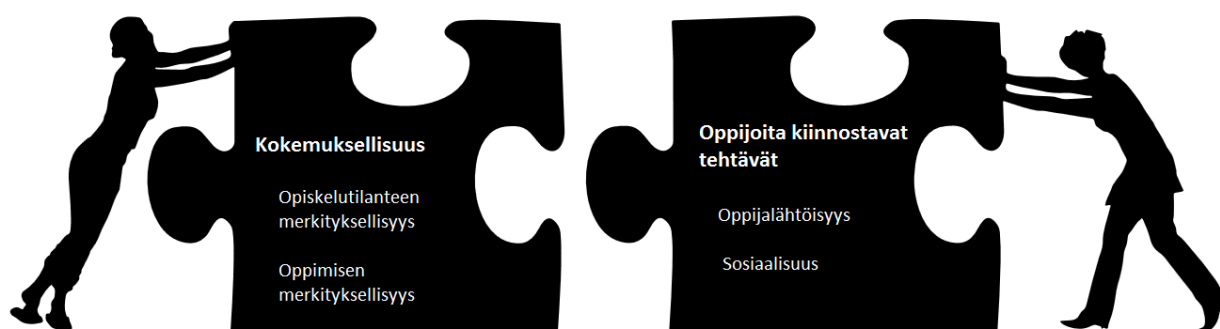 Kokemuksellisuus
Opiskelutilanteen
merkityksellisyys
Oppimisen
merkityksellisyys
Oppijoita kiinnostavat
tehtävät
Oppijalähtöisyys
Sosiaalisuus